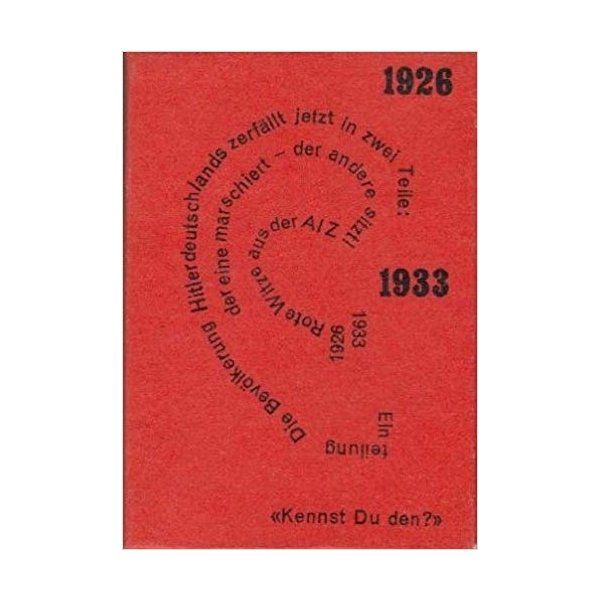 1926
Die Bevölkerung Hitlerdeutschlands zerfällt jetzt in zwei Teile:
der eine marschiert – der andere sitzt!
Rote Witze aus der AIZ
1933
1926
1933
Ein
teilung
«Kennst Du den?»